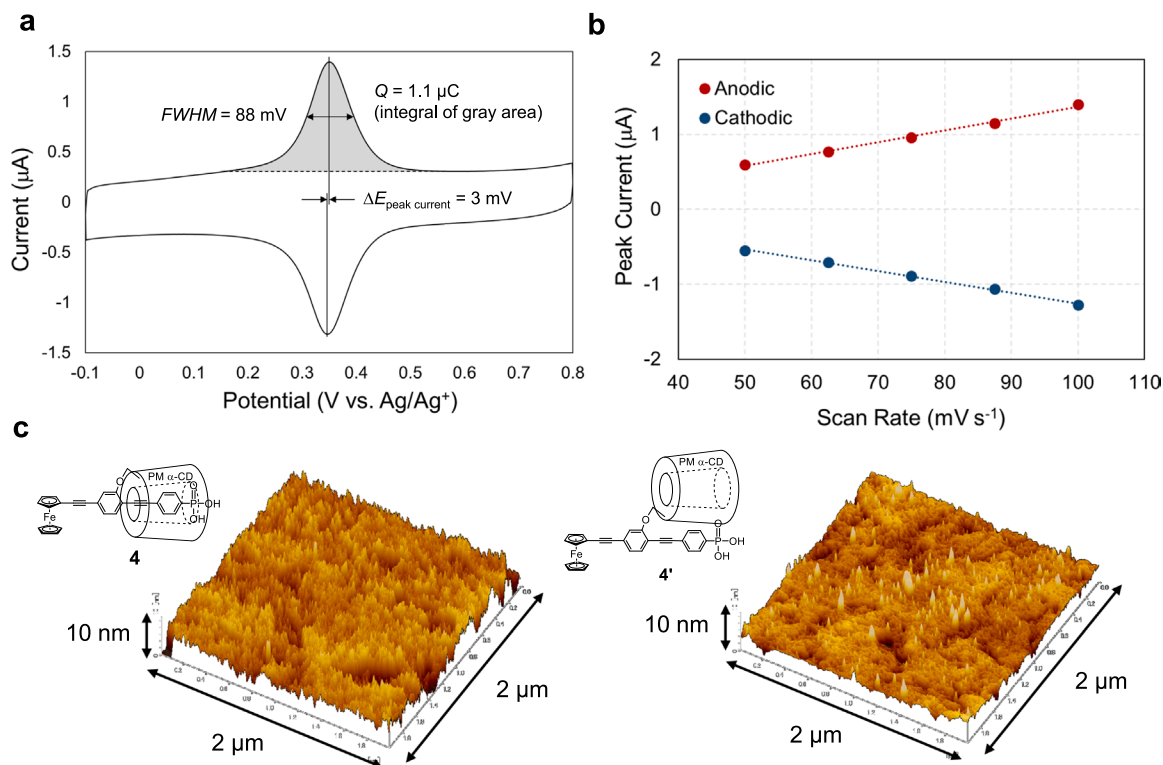 a
1.5
1
0.5
0
-0.5
-1
-1.5
Current (µA)
FWHM = 88 mV
Q = 1.1 µC
(integral of gray area)
ΔE peak current = 3 mV
-0.1 0 0.1 0.2 0.3 0.4 0.5 0.6 0.7 0.8
Potential (V vs. Ag/Ag⁺)
b
2
1
0
-1
-2
Peak Current (µA)
Anodic
Cathodic
40 50 60 70 80 90 100 110
Scan Rate (mV s⁻¹)
c
PM α-CD
O
O
P
OH
OH
Fe
4
10 nm
2 µm
2 µm
PM α-CD
O
O
P
OH
OH
Fe
4'
10 nm
2 µm
2 µm